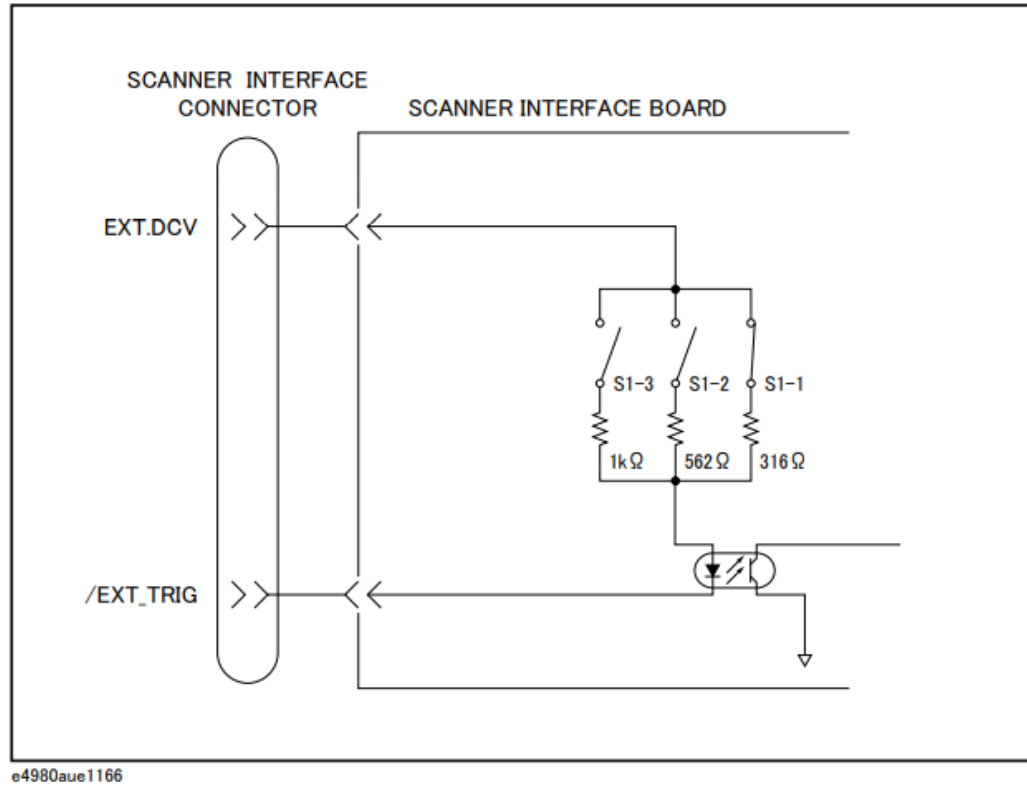 SCANNER INTERFACE
CONNECTOR
SCANNER INTERFACE BOARD
EXT.DCV
S1-3
S1-2
S1-1
1kΩ
562Ω
316Ω
/EXT_TRIG
e4980aue1166